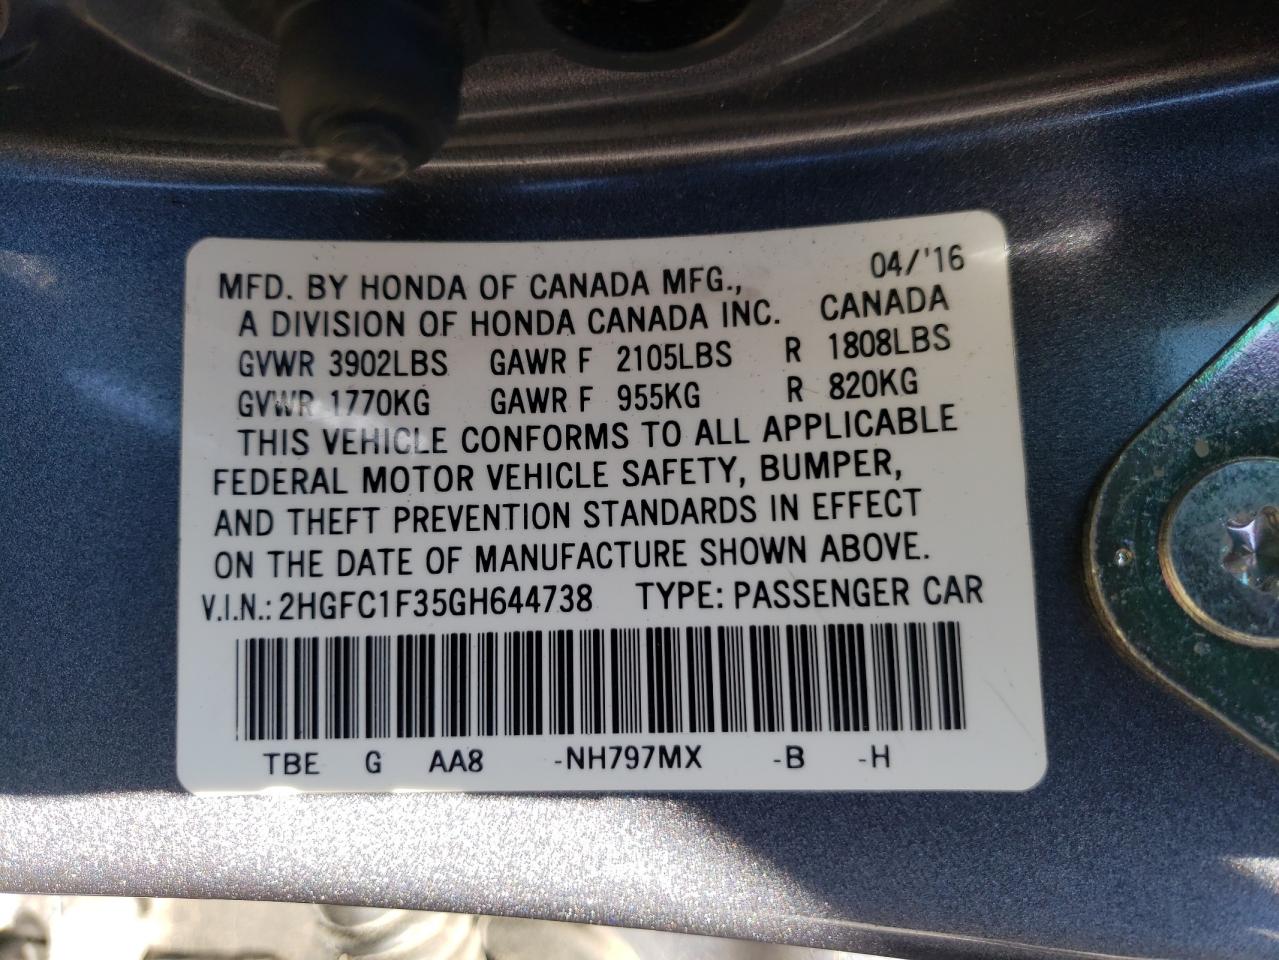 MFD. BY HONDA OF CANADA MFG., 04/'16
A DIVISION OF HONDA CANADA INC. CANADA
GVWR 3902LBS GAWR F 2105LBS R 1808LBS
GVWR 1770KG GAWR F 955KG R 820KG
THIS VEHICLE CONFORMS TO ALL APPLICABLE
FEDERAL MOTOR VEHICLE SAFETY, BUMPER,
AND THEFT PREVENTION STANDARDS IN EFFECT
ON THE DATE OF MANUFACTURE SHOWN ABOVE.
V.I.N.: 2HGFC1F35GH644738 TYPE: PASSENGER CAR
TBE G AA8 -NH797MX -B -H